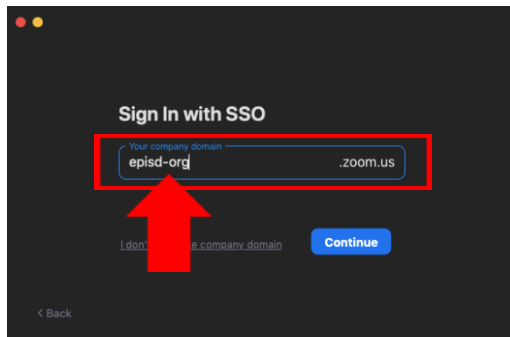 Sign In with SSO
Your company domain
episd-org .zoom.us
I don't e company domain Continue
< Back